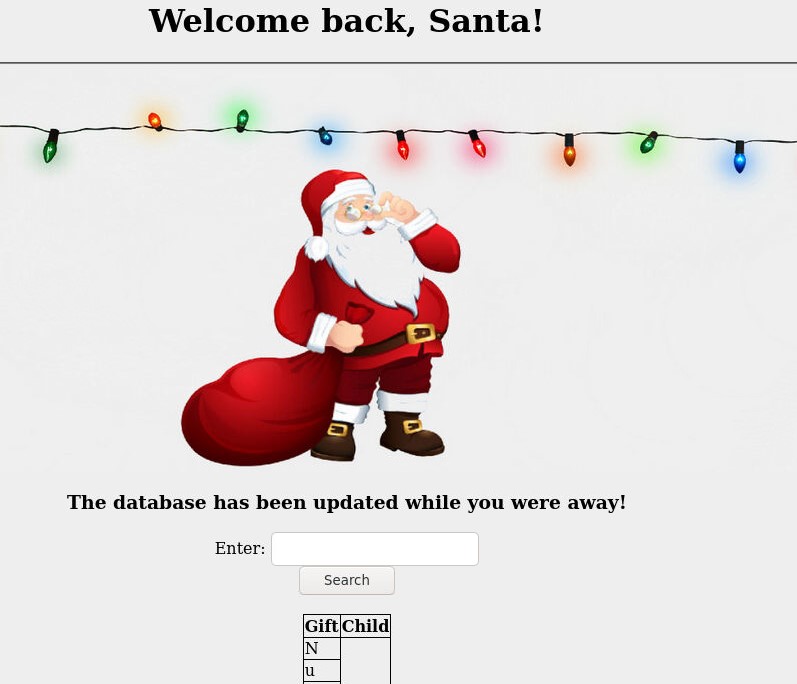 Welcome back, Santa!
The database has been updated while you were away!
Enter:
Search
Gift Child
N
u